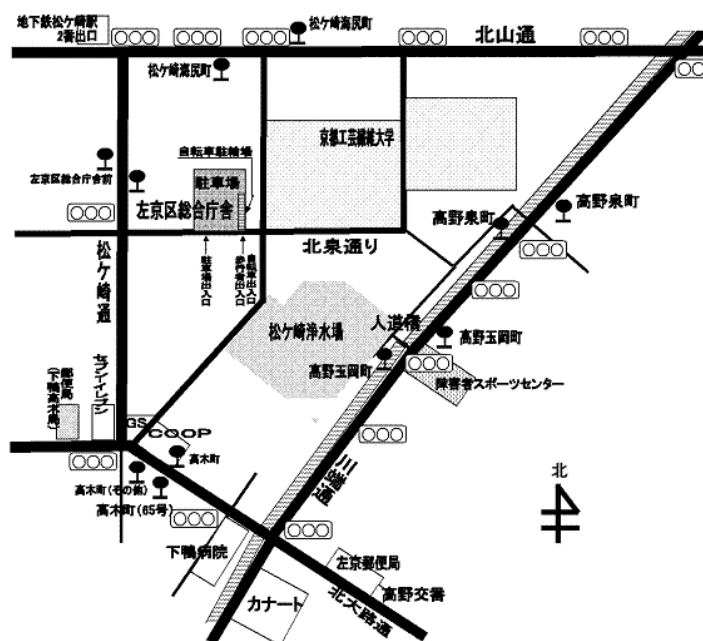 地下鉄松ケ崎駅
2番出口
松ケ崎海尻町
北山通
松ケ崎海尻町
京都工芸繊維大学
自転車駐輪場
左京区総合庁舎前
駐車場
左京区総合庁舎
高野泉町
高野泉町
北泉通り
松ケ崎通
駐車場出入口
歩行者出入口
自転車出入口
松ケ崎浄水場
人道橋
高野玉岡町
高野玉岡町
障害者スポーツセンター
郵便局
(下鴨高木局)
セブンイレブン
GS
COOP
高木町
川端通
北
高木町(その他)
高木町(65号)
下鴨病院
左京郵便局
高野交番
カナート
北大路通